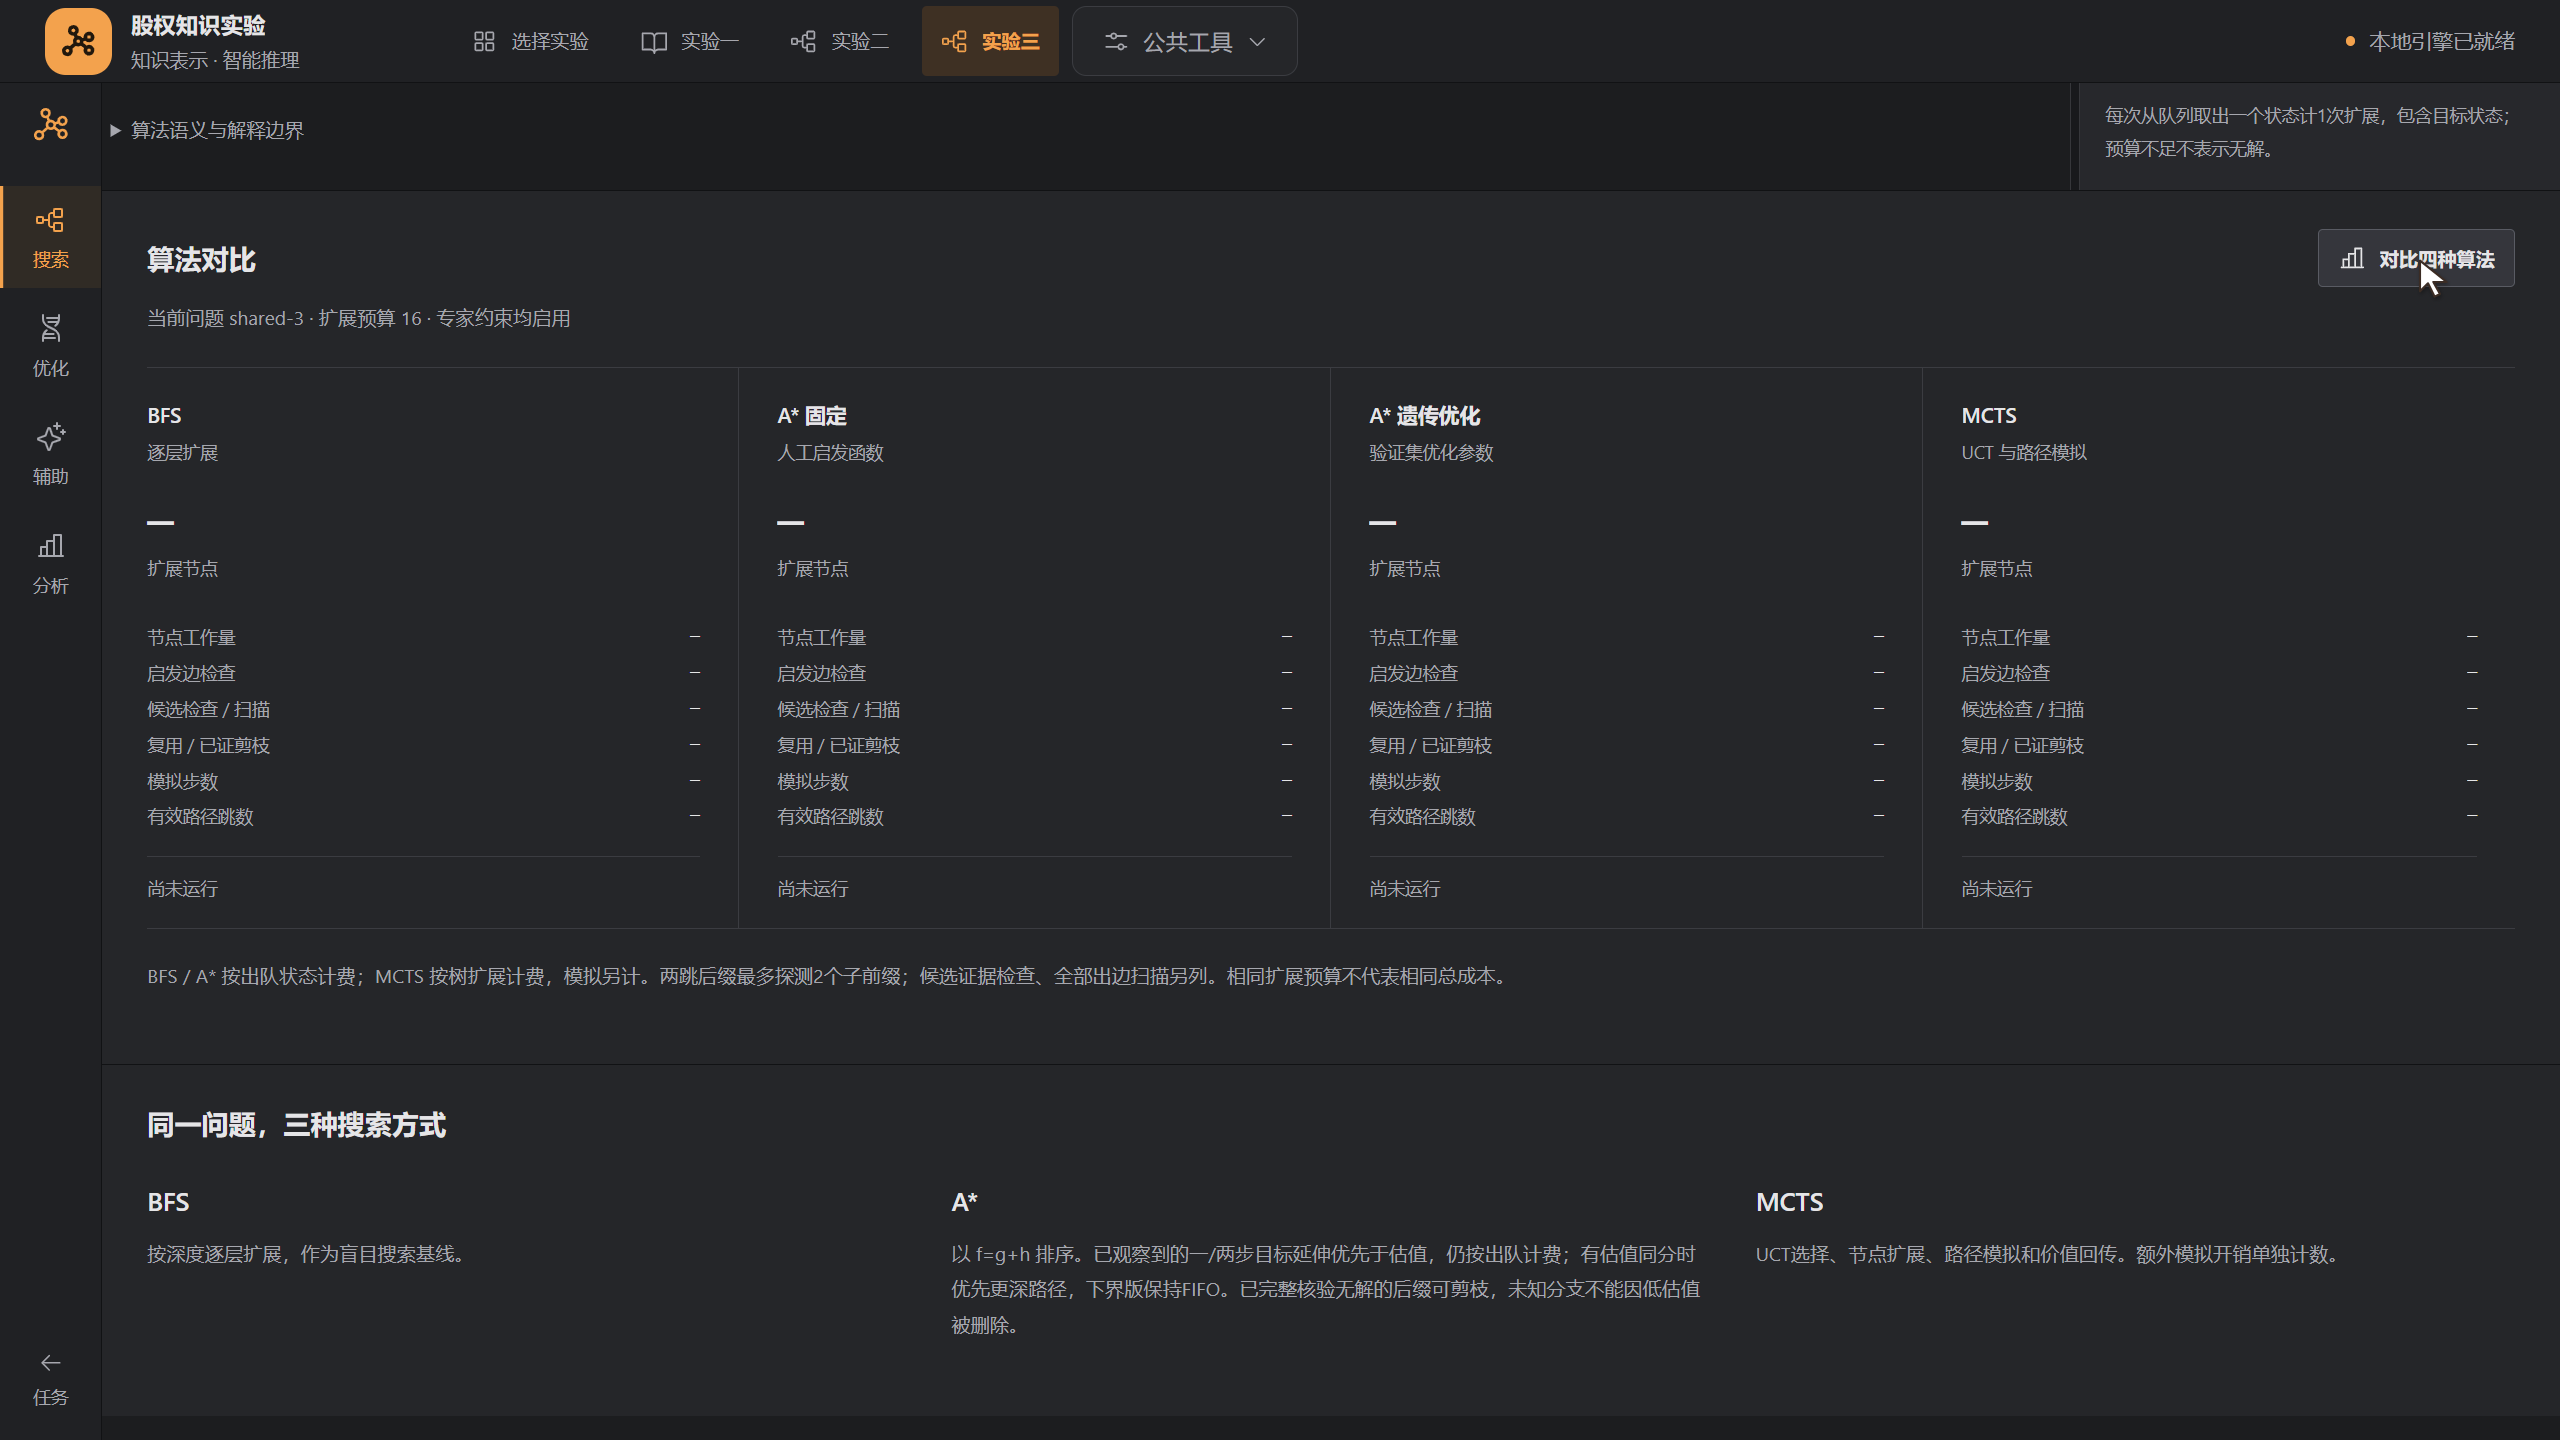 股权知识实验
知识表示 · 智能推理
选择实验
实验一
实验二
实验三
公共工具
本地引擎已就绪
搜索
优化
辅助
分析
任务
算法语义与解释边界
每次从队列取出一个状态计1次扩展，包含目标状态；
预算不足不表示无解。
算法对比
对比四种算法
当前问题 shared-3 · 扩展预算 16 · 专家约束均启用
BFS
逐层扩展
—
扩展节点
节点工作量 –
启发边检查 –
候选检查 / 扫描 –
复用 / 已证剪枝 –
模拟步数 –
有效路径跳数 –
尚未运行
A* 固定
人工启发函数
—
扩展节点
节点工作量 –
启发边检查 –
候选检查 / 扫描 –
复用 / 已证剪枝 –
模拟步数 –
有效路径跳数 –
尚未运行
A* 遗传优化
验证集优化参数
—
扩展节点
节点工作量 –
启发边检查 –
候选检查 / 扫描 –
复用 / 已证剪枝 –
模拟步数 –
有效路径跳数 –
尚未运行
MCTS
UCT 与路径模拟
—
扩展节点
节点工作量 –
启发边检查 –
候选检查 / 扫描 –
复用 / 已证剪枝 –
模拟步数 –
有效路径跳数 –
尚未运行
BFS / A* 按出队状态计费；MCTS 按树扩展计费，模拟另计。两跳后缀最多探测2个子前缀；候选证据检查、全部出边扫描另列。相同扩展预算不代表相同总成本。
同一问题，三种搜索方式
BFS
按深度逐层扩展，作为盲目搜索基线。
A*
以 f=g+h 排序。已观察到的一/两步目标延伸优先于估值，仍按出队计费；有估值同分时
优先更深路径，下界版保持FIFO。已完整核验无解的后缀可剪枝，未知分支不能因低估值
被删除。
MCTS
UCT选择、节点扩展、路径模拟和价值回传。额外模拟开销单独计数。